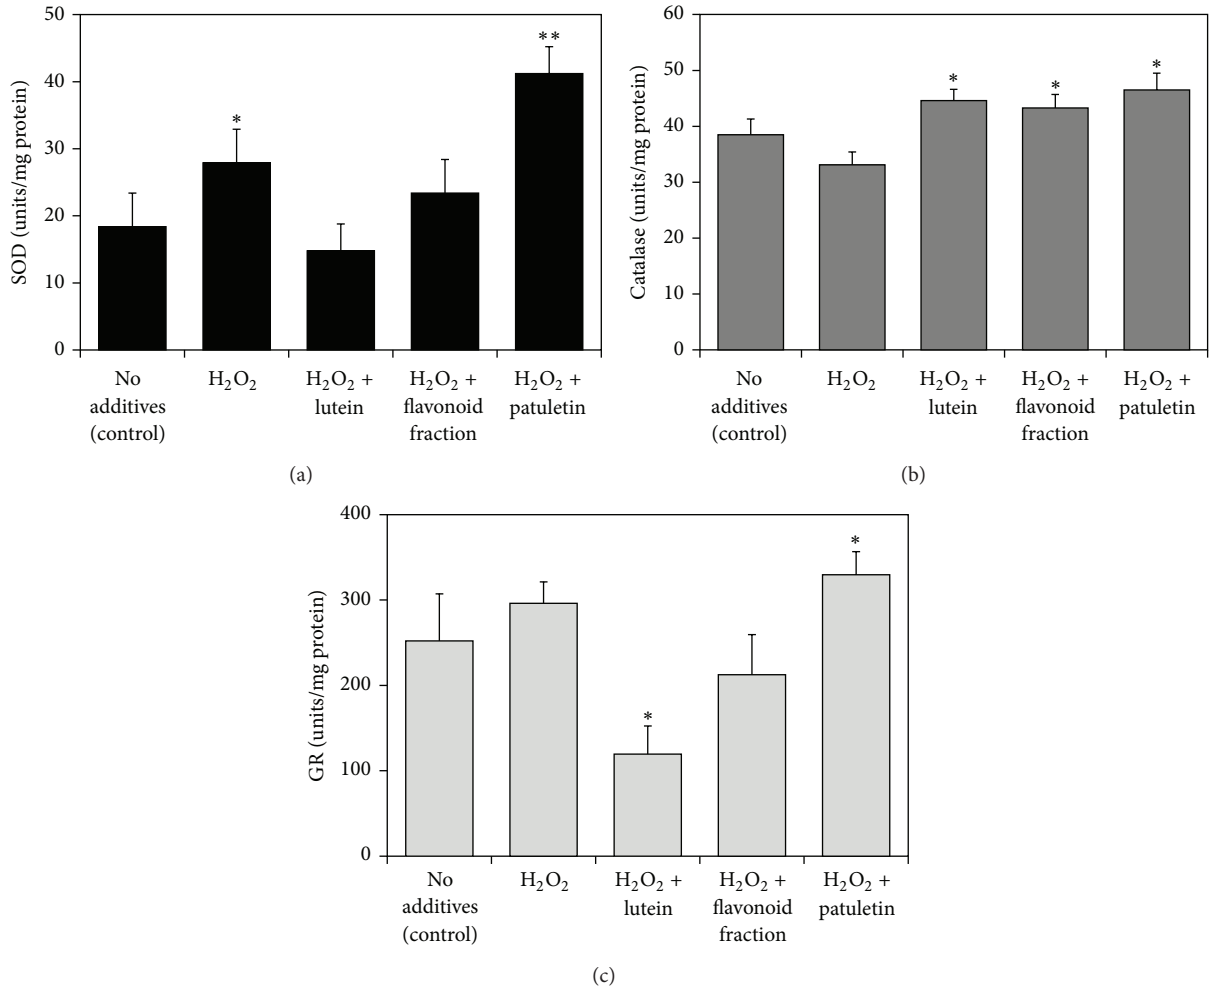 50
40
30
20
10
0
SOD (units/mg protein)
*
**
No
additives
(control)
H₂O₂
H₂O₂ +
lutein
H₂O₂ +
flavonoid
fraction
H₂O₂ +
patuletin
(a)
60
50
40
30
20
10
0
Catalase (units/mg protein)
*
*
*
No
additives
(control)
H₂O₂
H₂O₂ +
lutein
H₂O₂ +
flavonoid
fraction
H₂O₂ +
patuletin
(b)
400
300
200
100
0
GR (units/mg protein)
*
*
No
additives
(control)
H₂O₂
H₂O₂ +
lutein
H₂O₂ +
flavonoid
fraction
H₂O₂ +
patuletin
(c)